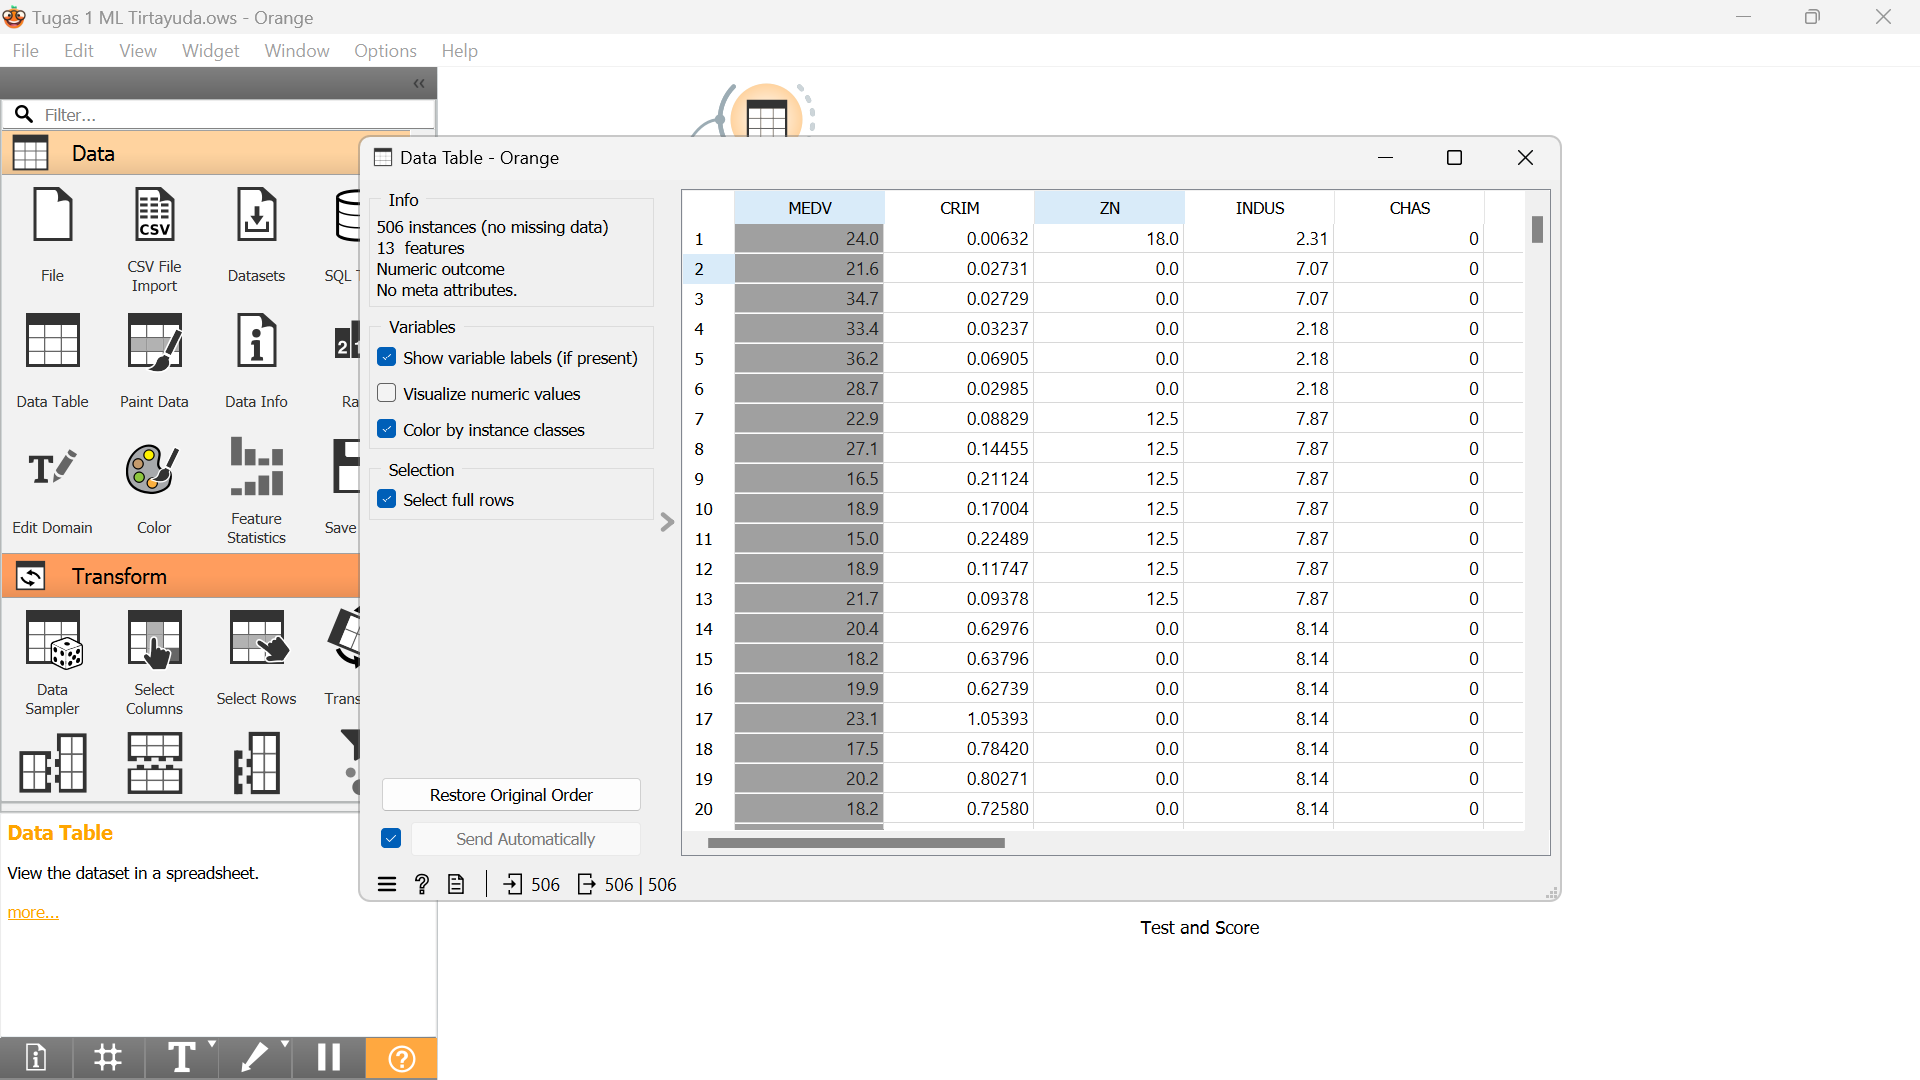 Tugas 1 ML Tirtayuda.ows - Orange
File Edit View Widget Window Options Help
Filter...
Data
File
CSV File Import
Datasets
SQL T
Data Table
Paint Data
Data Info
Ra
Edit Domain
Color
Feature Statistics
Save
Transform
Data Sampler
Select Columns
Select Rows
Trans
Data Table
View the dataset in a spreadsheet.
more...
Data Table - Orange
Info
506 instances (no missing data)
13 features
Numeric outcome
No meta attributes.
Variables
Show variable labels (if present)
Visualize numeric values
Color by instance classes
Selection
Select full rows
Restore Original Order
Send Automatically
506 506 | 506
MEDV CRIM ZN INDUS CHAS
1 24.0 0.00632 18.0 2.31 0
2 21.6 0.02731 0.0 7.07 0
3 34.7 0.02729 0.0 7.07 0
4 33.4 0.03237 0.0 2.18 0
5 36.2 0.06905 0.0 2.18 0
6 28.7 0.02985 0.0 2.18 0
7 22.9 0.08829 12.5 7.87 0
8 27.1 0.14455 12.5 7.87 0
9 16.5 0.21124 12.5 7.87 0
10 18.9 0.17004 12.5 7.87 0
11 15.0 0.22489 12.5 7.87 0
12 18.9 0.11747 12.5 7.87 0
13 21.7 0.09378 12.5 7.87 0
14 20.4 0.62976 0.0 8.14 0
15 18.2 0.63796 0.0 8.14 0
16 19.9 0.62739 0.0 8.14 0
17 23.1 1.05393 0.0 8.14 0
18 17.5 0.78420 0.0 8.14 0
19 20.2 0.80271 0.0 8.14 0
20 18.2 0.72580 0.0 8.14 0
Test and Score